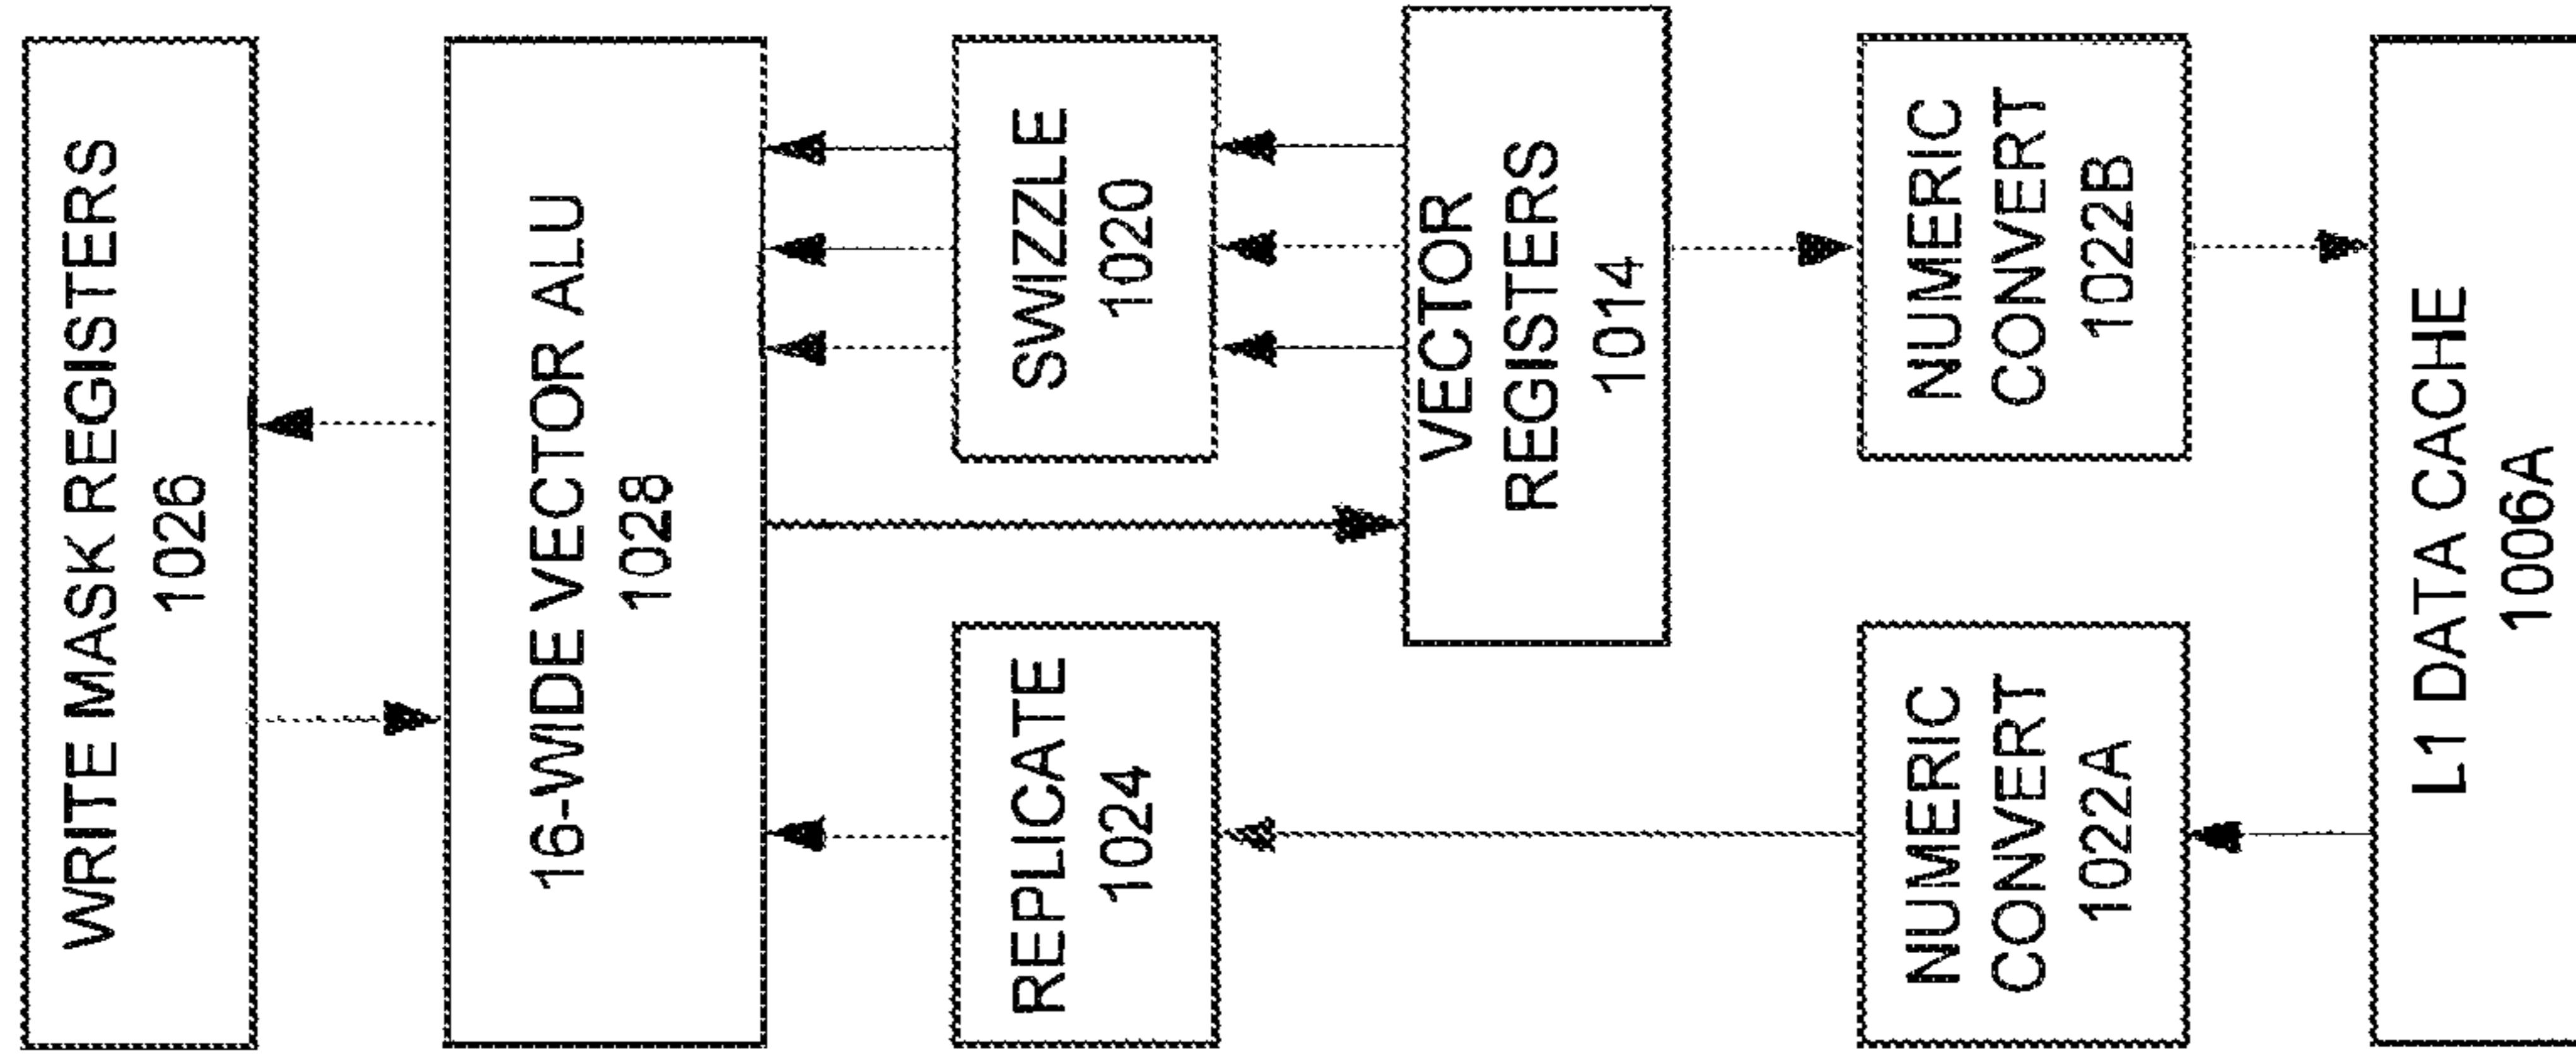 WRITE MASK REGISTERS
1026
16-WIDE VECTOR ALU
1028
REPLICATE
1024
SWIZZLE
1020
VECTOR
REGISTERS
1014
NUMERIC
CONVERT
1022A
NUMERIC
CONVERT
1022B
L1 DATA CACHE
1006A